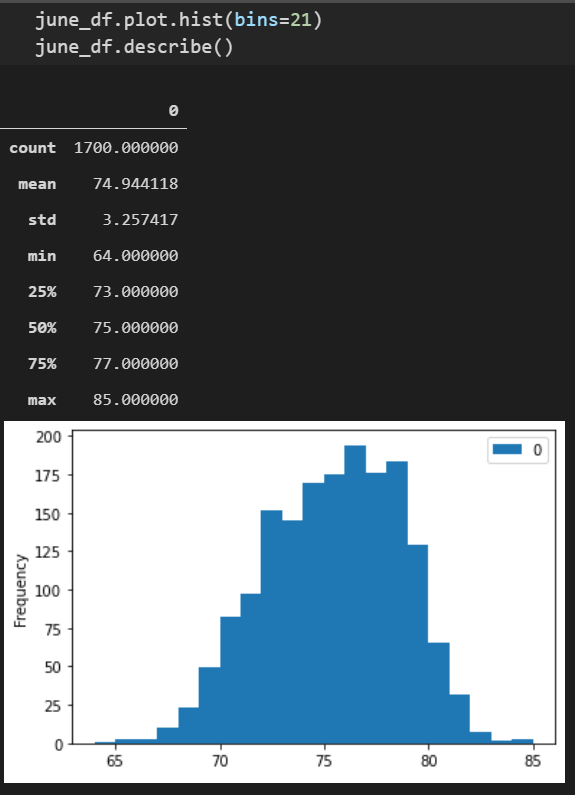 june_df.plot.hist(bins=21)
june_df.describe()
0
count 1700.000000
mean 74.944118
std 3.257417
min 64.000000
25% 73.000000
50% 75.000000
75% 77.000000
max 85.000000
200
175
150
125
100
75
50
25
0
Frequency
0
65 70 75 80 85